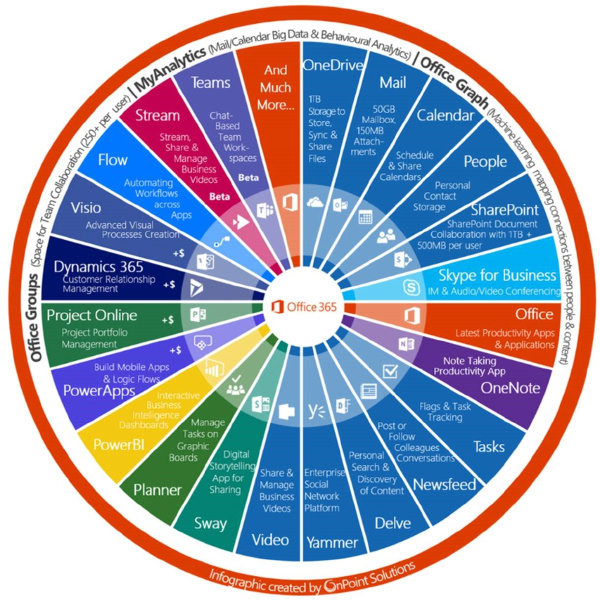 Office Groups (Space for Team Collaboration (250+ per user) | MyAnalytics (Mail/Calendar Big Data & Behavioural Analytics) | Office Graph (Machine learning mapping connections between people & content)
And
Much
More...
OneDrive
1TB
Storage to
Store,
Sync &
Share
Files
Mail
50GB
Mailbox,
150MB
Attach-
ments
Calendar
Schedule &
Share
Calendars
People
Personal
Contact
Storage
SharePoint
SharePoint Document
Collaboration with 1TB +
500MB per user
Skype for Business
IM & Audio/Video Conferencing
Office
Latest Productivity Apps
& Applications
Note Taking
Productivity App
OneNote
Flags & Task
Tracking
Tasks
Post or
Follow
Colleagues
Conversations
Newsfeed
Personal
Search &
Discovery
of Content
Delve
Enterprise
Social
Network
Platform
Yammer
Share &
Manage
Business
Videos
Video
Digital
Storytelling
App for
Sharing
Sway
Manage
Tasks on
Graphic
Boards
Planner
Interactive
Business
Intelligence
Dashboards
PowerBI
Build Mobile Apps
& Logic Flows
PowerApps
+$
Project Online
Project Portfolio
Management
+$
Dynamics 365
Customer Relationship
Management
+$
Visio
Advanced Visual
Processes Creation
+$
Flow
Automating
Workflows
across
Apps
Stream
Stream,
Share &
Manage
Business
Videos
Beta
Teams
Chat-
Based
Team
Work-
spaces
Beta
Office 365
Infographic created by OnPoint Solutions